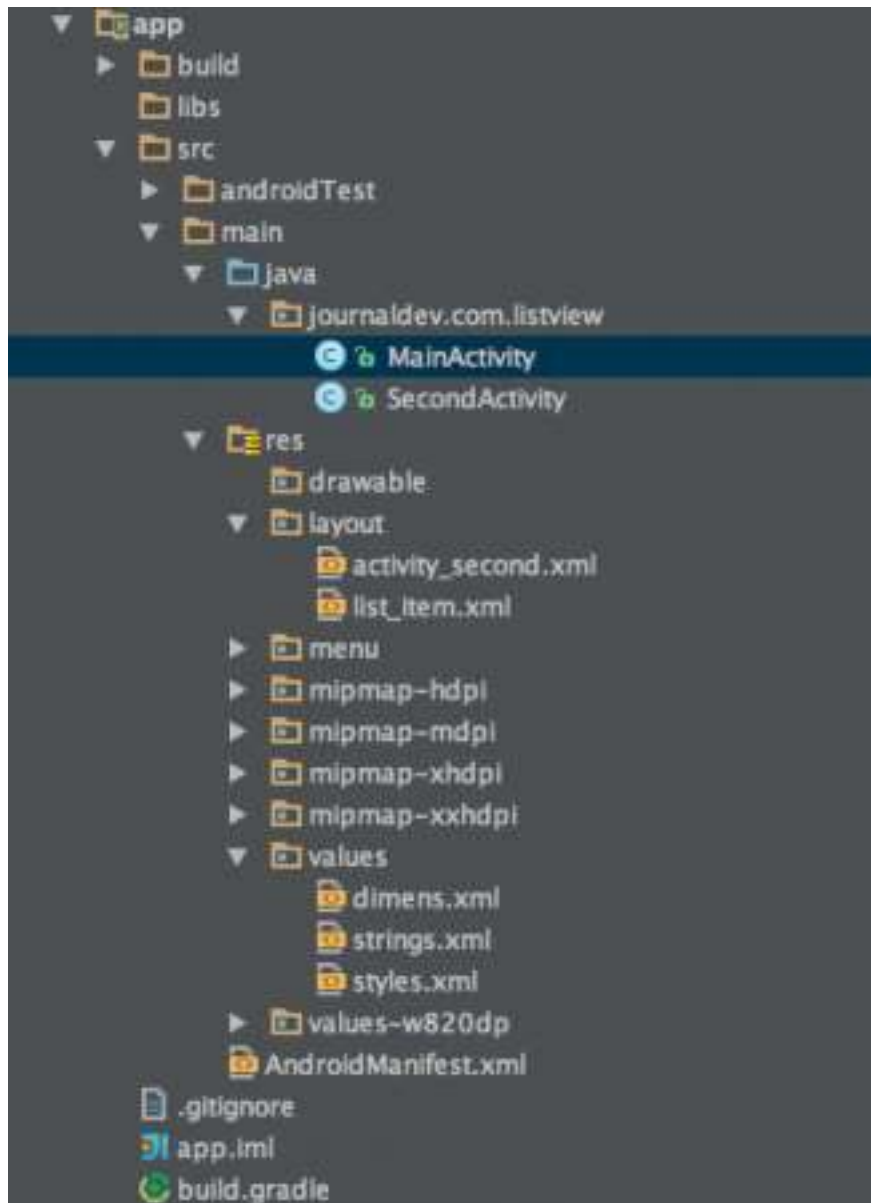 app
build
libs
src
androidTest
main
java
journaldev.com.listview
MainActivity
SecondActivity
res
drawable
layout
activity_second.xml
list_item.xml
menu
mipmap-hdpi
mipmap-mdpi
mipmap-xhdpi
mipmap-xxhdpi
values
dimens.xml
strings.xml
styles.xml
values-w820dp
AndroidManifest.xml
.gitignore
app.iml
build.gradle